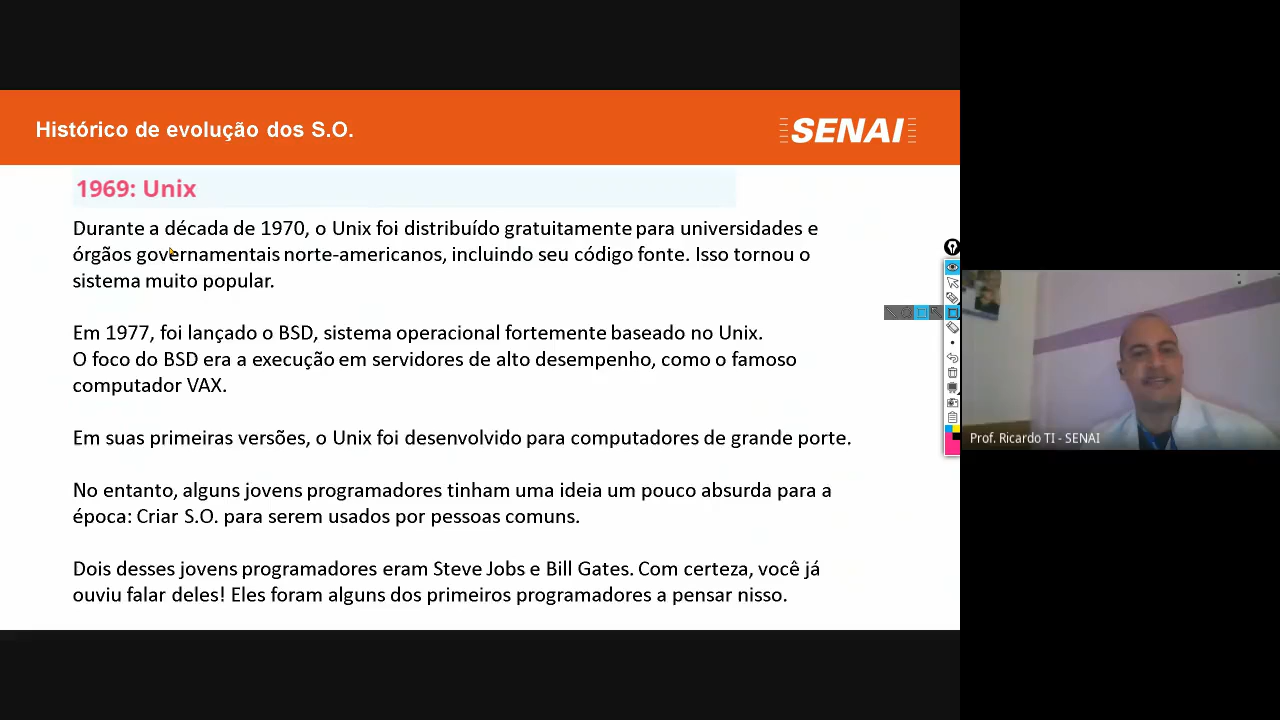 Histórico de evolução dos S.O.
SENAI
1969: Unix
Durante a década de 1970, o Unix foi distribuído gratuitamente para universidades e
órgãos governamentais norte-americanos, incluindo seu código fonte. Isso tornou o
sistema muito popular.
Em 1977, foi lançado o BSD, sistema operacional fortemente baseado no Unix.
O foco do BSD era a execução em servidores de alto desempenho, como o famoso
computador VAX.
Em suas primeiras versões, o Unix foi desenvolvido para computadores de grande porte.
No entanto, alguns jovens programadores tinham uma ideia um pouco absurda para a
época: Criar S.O. para serem usados por pessoas comuns.
Dois desses jovens programadores eram Steve Jobs e Bill Gates. Com certeza, você já
ouviu falar deles! Eles foram alguns dos primeiros programadores a pensar nisso.
Prof. Ricardo TI - SENAI